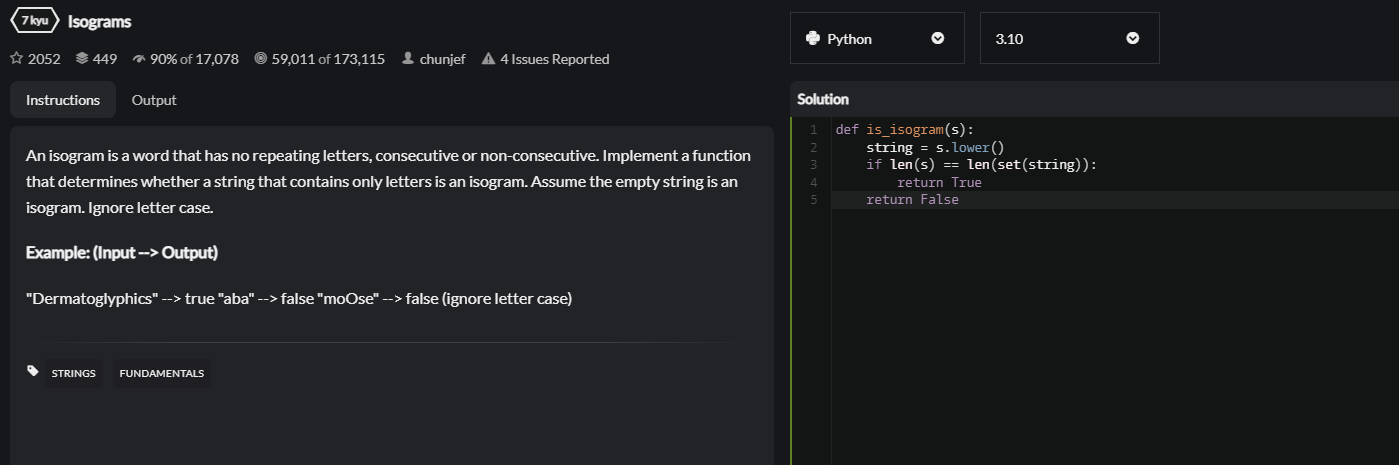 7 kyu Isograms
2052 449 90% of 17,078 59,011 of 173,115 chunjef 4 Issues Reported
Instructions Output
An isogram is a word that has no repeating letters, consecutive or non-consecutive. Implement a function
that determines whether a string that contains only letters is an isogram. Assume the empty string is an
isogram. Ignore letter case.
Example: (Input --> Output)
"Dermatoglyphics" --> true "aba" --> false "moOse" --> false (ignore letter case)
STRINGS FUNDAMENTALS
Python 3.10
Solution
1 def is_isogram(s):
2     string = s.lower()
3     if len(s) == len(set(string)):
4         return True
5     return False